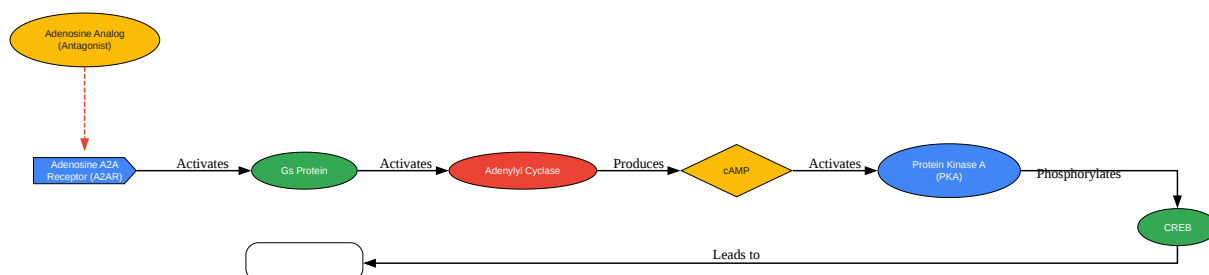 Adenosine Analog
(Antagonist)
Adenosine A2A
Receptor (A2AR)
Activates
Gs Protein
Activates
Adenylyl Cyclase
Produces
cAMP
Activates
Protein Kinase A
(PKA)
Phosphorylates
CREB
Leads to